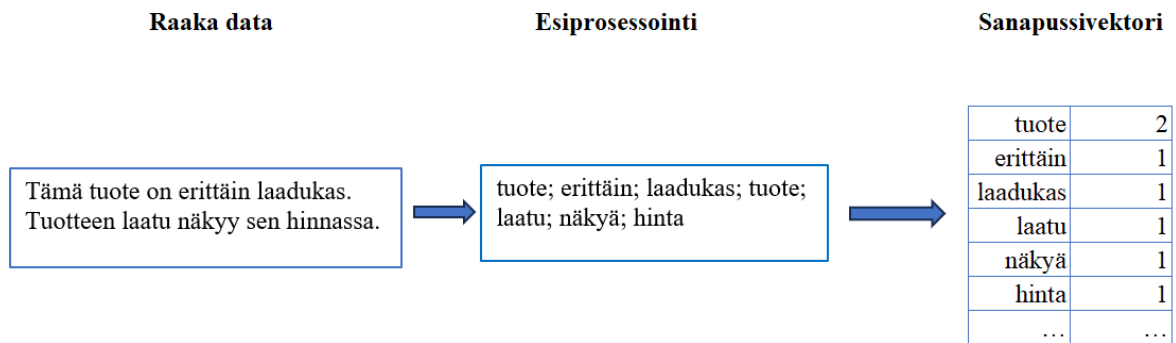 Raaka data
Esiprosessointi
Sanapussivektori
Tämä tuote on erittäin laadukas.
Tuotteen laatu näkyy sen hinnassa.
tuote; erittäin; laadukas; tuote;
laatu; näkyä; hinta
tuote 2
erittäin 1
laadukas 1
laatu 1
näkyä 1
hinta 1
… …